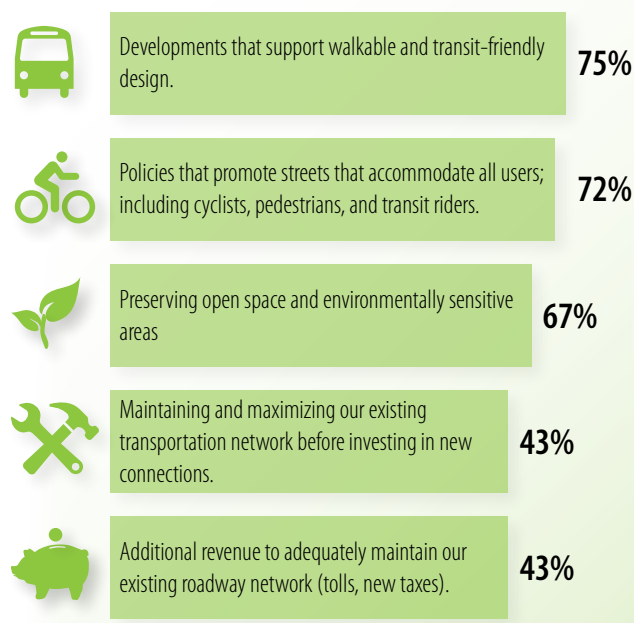 Developments that support walkable and transit-friendly
design.
75%
Policies that promote streets that accommodate all users;
including cyclists, pedestrians, and transit riders.
72%
Preserving open space and environmentally sensitive
areas
67%
Maintaining and maximizing our existing
transportation network before investing in new
connections.
43%
Additional revenue to adequately maintain our
existing roadway network (tolls, new taxes).
43%